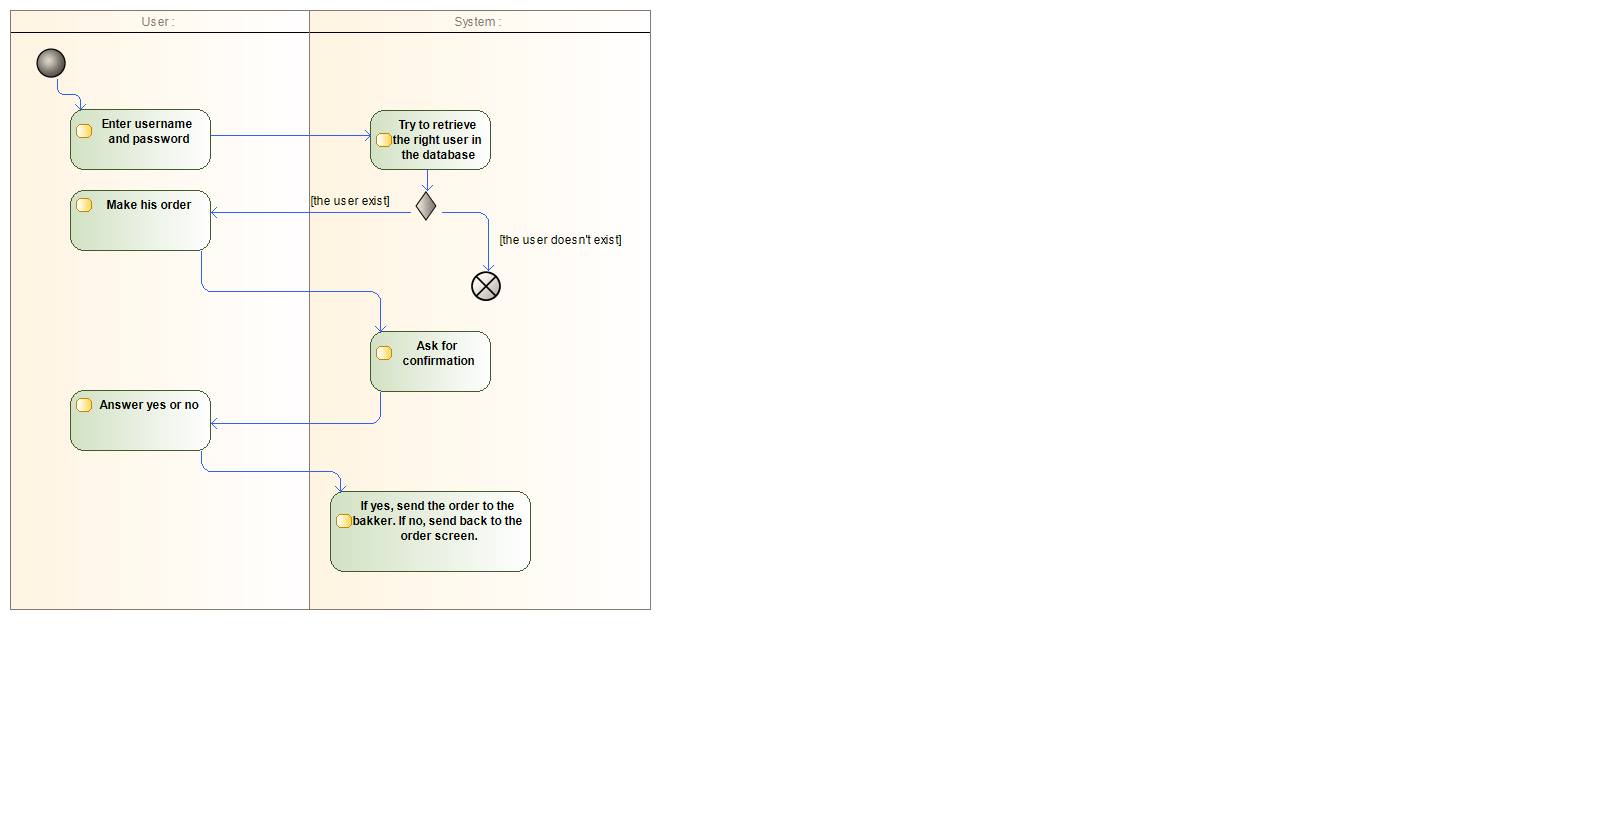 User :
System :
Enter username
and password
Try to retrieve
the right user in
the database
Make his order
[the user exist]
[the user doesn't exist]
Ask for
confirmation
Answer yes or no
If yes, send the order to the
bakker. If no, send back to the
order screen.